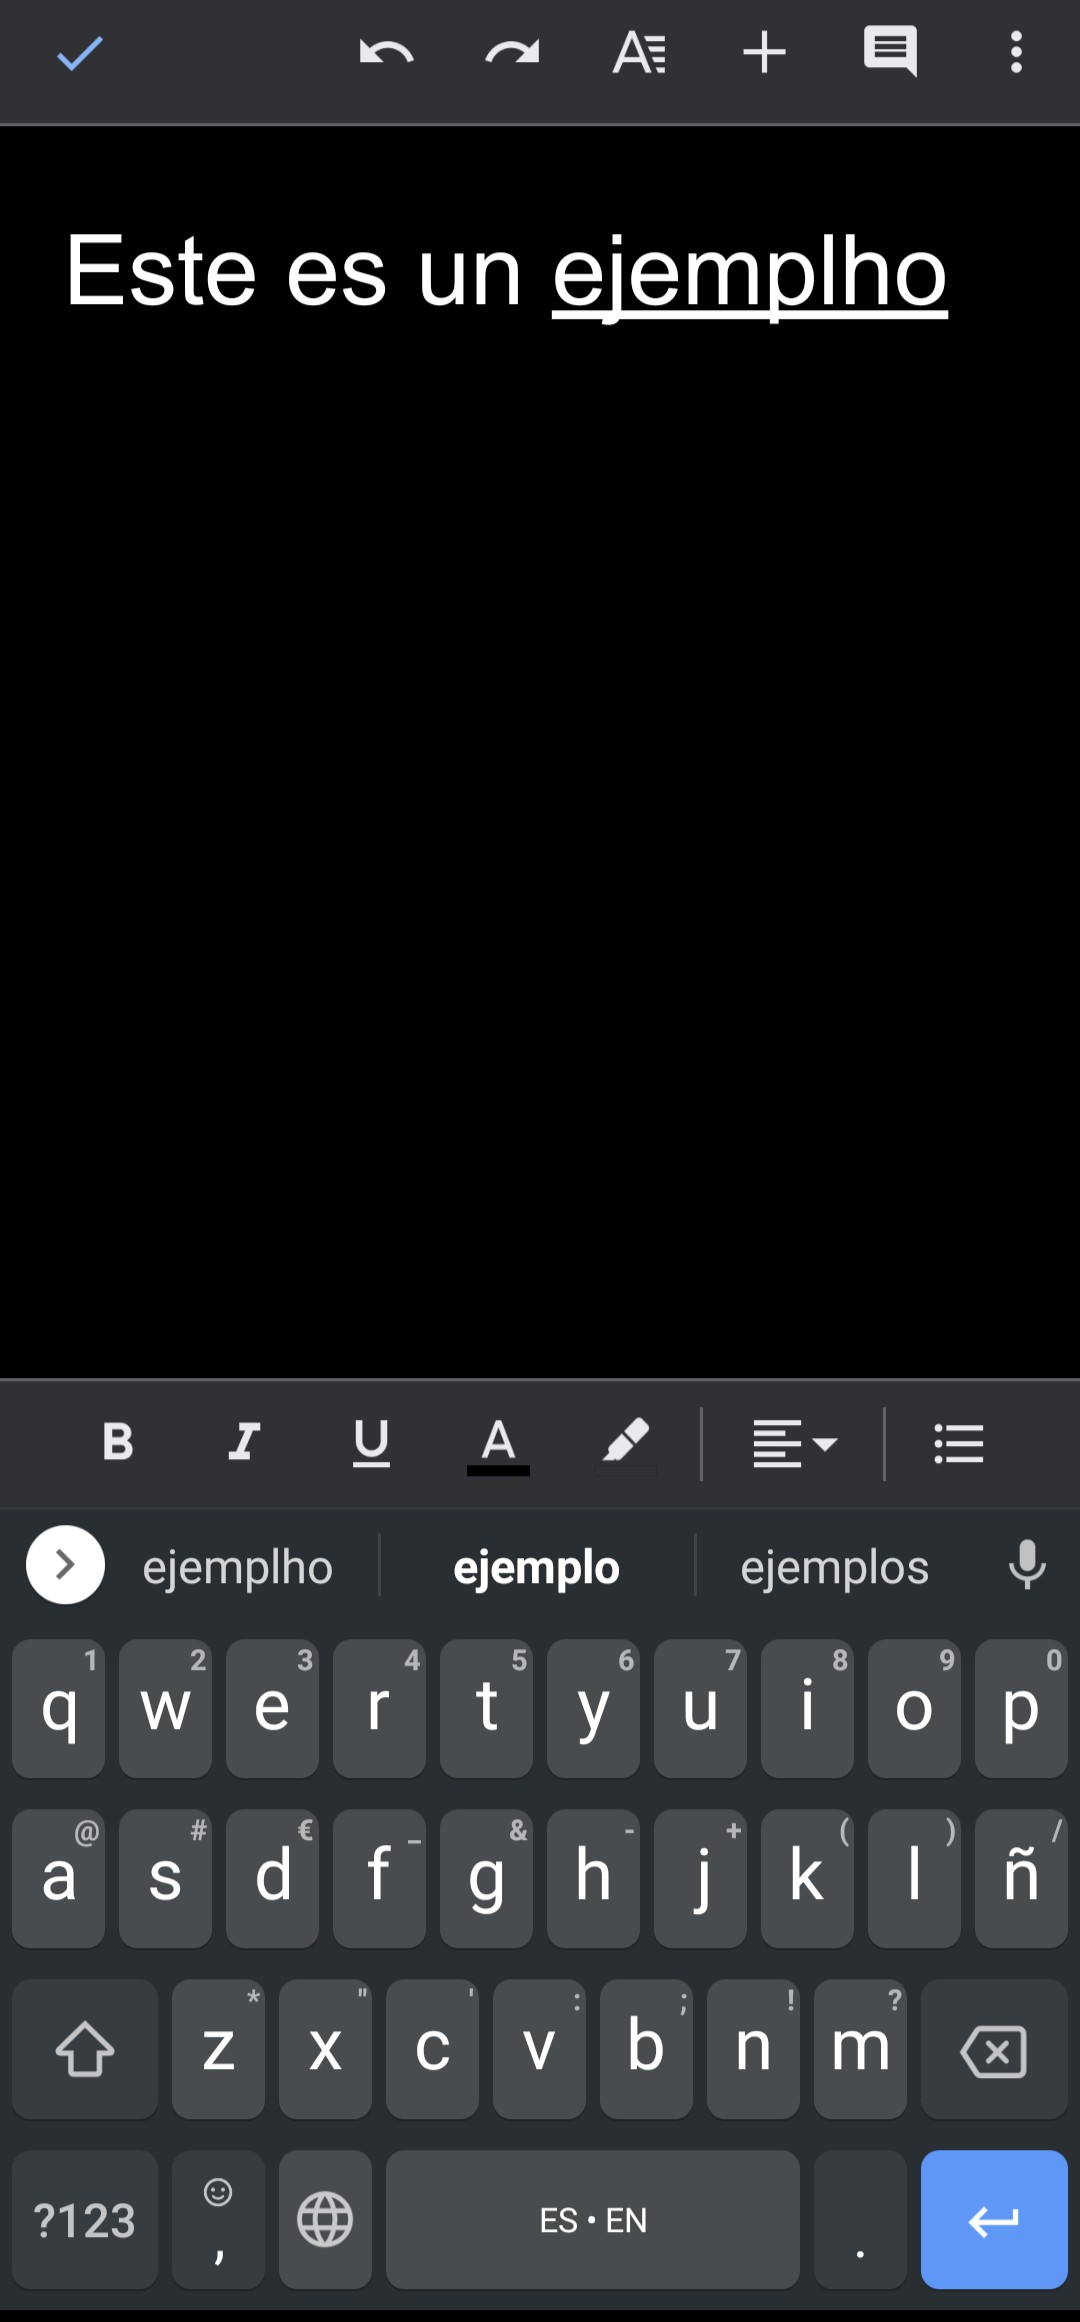 Este es un ejemplho
B I U A
ejemplho ejemplo ejemplos
1 2 3 4 5 6 7 8 9 0
q w e r t y u i o p
@ # € _ & - + ( ) /
a s d f g h j k l ñ
* " ' : ; ! ?
z x c v b n m
?123 , ES • EN .